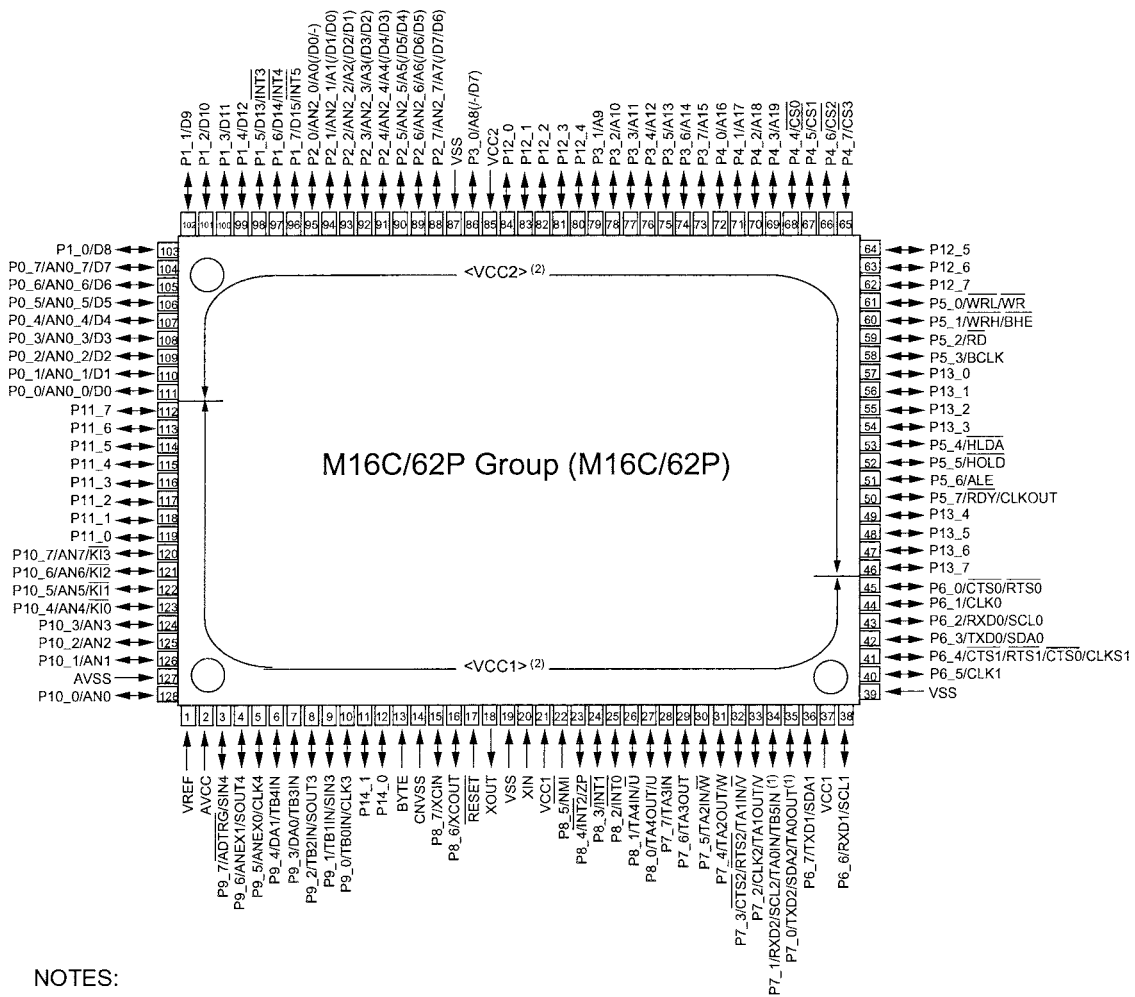 P1_1/D9
P1_2/D10
P1_3/D11
P1_4/D12
P1_5/D13/INT3
P1_6/D14/INT4
P1_7/D15/INT5
P2_0/AN2_0/A0(/D0/-)
P2_1/AN2_1/A1(/D1/D0)
P2_2/AN2_2/A2(/D2/D1)
P2_3/AN2_3/A3(/D3/D2)
P2_4/AN2_4/A4(/D4/D3)
P2_5/AN2_5/A5(/D5/D4)
P2_6/AN2_6/A6(/D6/D5)
P2_7/AN2_7/A7(/D7/D6)
VSS
P3_0/A8(/-/D7)
VCC2
P12_0
P12_1
P12_2
P12_3
P12_4
P3_1/A9
P3_2/A10
P3_3/A11
P3_4/A12
P3_5/A13
P3_6/A14
P3_7/A15
P4_0/A16
P4_1/A17
P4_2/A18
P4_3/A19
P4_4/CS0
P4_5/CS1
P4_6/CS2
P4_7/CS3
102 101 100 99 98 97 96 95 94 93 92 91 90 89 88 87 86 85 84 83 82 81 80 79 78 77 76 75 74 73 72 71 70 69 68 67 66 65
P1_0/D8 103
P0_7/AN0_7/D7 104
P0_6/AN0_6/D6 105
P0_5/AN0_5/D5 106
P0_4/AN0_4/D4 107
P0_3/AN0_3/D3 108
P0_2/AN0_2/D2 109
P0_1/AN0_1/D1 110
P0_0/AN0_0/D0 111
P11_7 112
P11_6 113
P11_5 114
P11_4 115
P11_3 116
P11_2 117
P11_1 118
P11_0 119
P10_7/AN7/KI3 120
P10_6/AN6/KI2 121
P10_5/AN5/KI1 122
P10_4/AN4/KI0 123
P10_3/AN3 124
P10_2/AN2 125
P10_1/AN1 126
AVSS 127
P10_0/AN0 128
<VCC2> (2)
M16C/62P Group (M16C/62P)
<VCC1> (2)
64 P12_5
63 P12_6
62 P12_7
61 P5_0/WRL/WR
60 P5_1/WRH/BHE
59 P5_2/RD
58 P5_3/BCLK
57 P13_0
56 P13_1
55 P13_2
54 P13_3
53 P5_4/HLDA
52 P5_5/HOLD
51 P5_6/ALE
50 P5_7/RDY/CLKOUT
49 P13_4
48 P13_5
47 P13_6
46 P13_7
45 P6_0/CTS0/RTS0
44 P6_1/CLK0
43 P6_2/RXD0/SCL0
42 P6_3/TXD0/SDA0
41 P6_4/CTS1/RTS1/CTS0/CLKS1
40 P6_5/CLK1
39 VSS
1 2 3 4 5 6 7 8 9 10 11 12 13 14 15 16 17 18 19 20 21 22 23 24 25 26 27 28 29 30 31 32 33 34 35 36 37 38
VREF
AVCC
P9_7/ADTRG/SIN4
P9_6/ANEX1/SOUT4
P9_5/ANEX0/CLK4
P9_4/DA1/TB4IN
P9_3/DA0/TB3IN
P9_2/TB2IN/SOUT3
P9_1/TB1IN/SIN3
P9_0/TB0IN/CLK3
P14_1
P14_0
BYTE
CNVSS
P8_7/XCIN
P8_6/XCOUT
RESET
XOUT
VSS
XIN
VCC1
P8_5/NMI
P8_4/INT2/ZP
P8_3/INT1
P8_2/INT0
P8_1/TA4IN/U
P8_0/TA4OUT/U
P7_7/TA3IN
P7_6/TA3OUT
P7_5/TA2IN/W
P7_4/TA2OUT/W
P7_3/CTS2/RTS2/TA1IN/V
P7_2/CLK2/TA1OUT/V
P7_1/RXD2/SCL2/TA0IN/TB5IN (1)
P7_0/TXD2/SDA2/TA0OUT (1)
P6_7/TXD1/SDA1
VCC1
P6_6/RXD1/SCL1
NOTES: